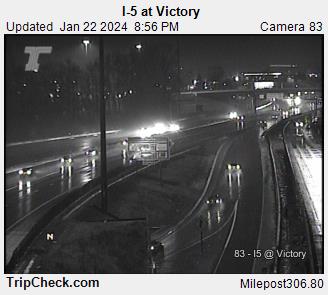 I-5 at Victory
Updated Jan 22 2024 8:56 PM Camera 83
T
N
83 - I5 @ Victory
TripCheck.com Milepost306.80